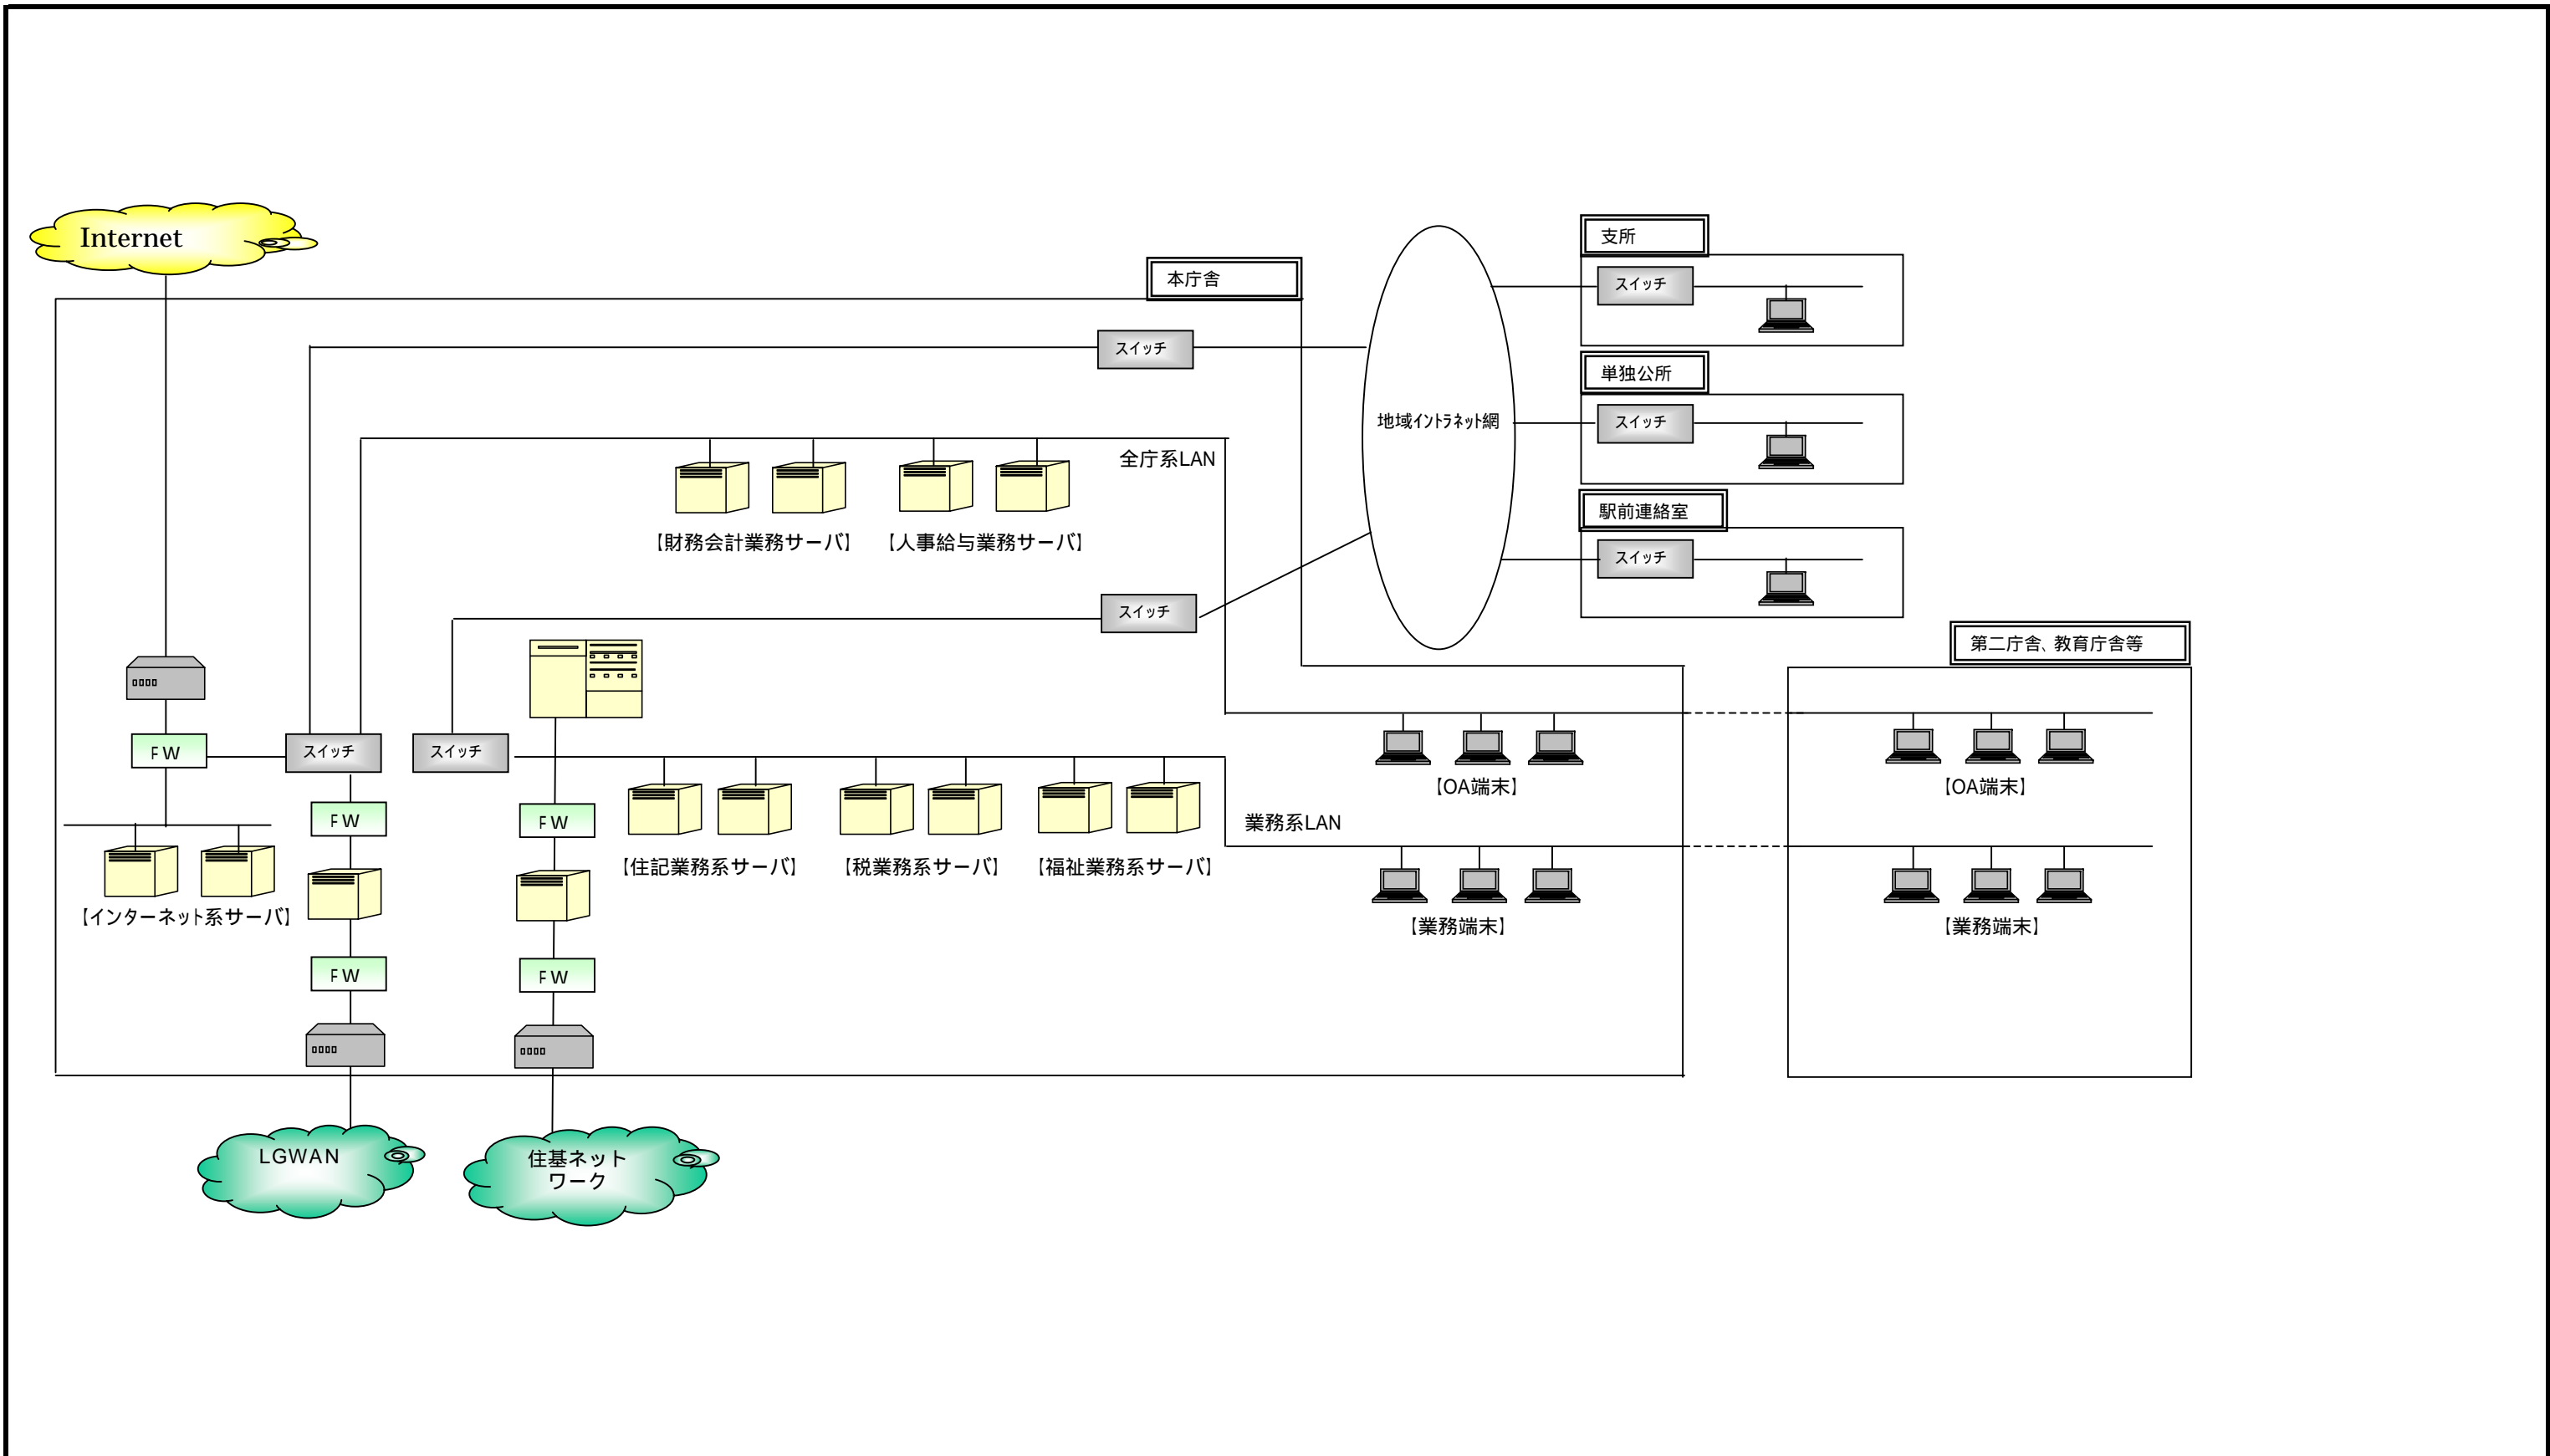 Internet
本庁舎
支所
スイッチ
スイッチ
単独公所
スイッチ
地域イントラネット網
全庁系LAN
駅前連絡室
スイッチ
【財務会計業務サーバ】
【人事給与業務サーバ】
スイッチ
第二庁舎、教育庁舎等
FW
スイッチ
スイッチ
【OA端末】
【OA端末】
FW
FW
業務系LAN
【住記業務系サーバ】
【税業務系サーバ】
【福祉業務系サーバ】
【インターネット系サーバ】
【業務端末】
【業務端末】
FW
FW
LGWAN
住基ネット
ワーク